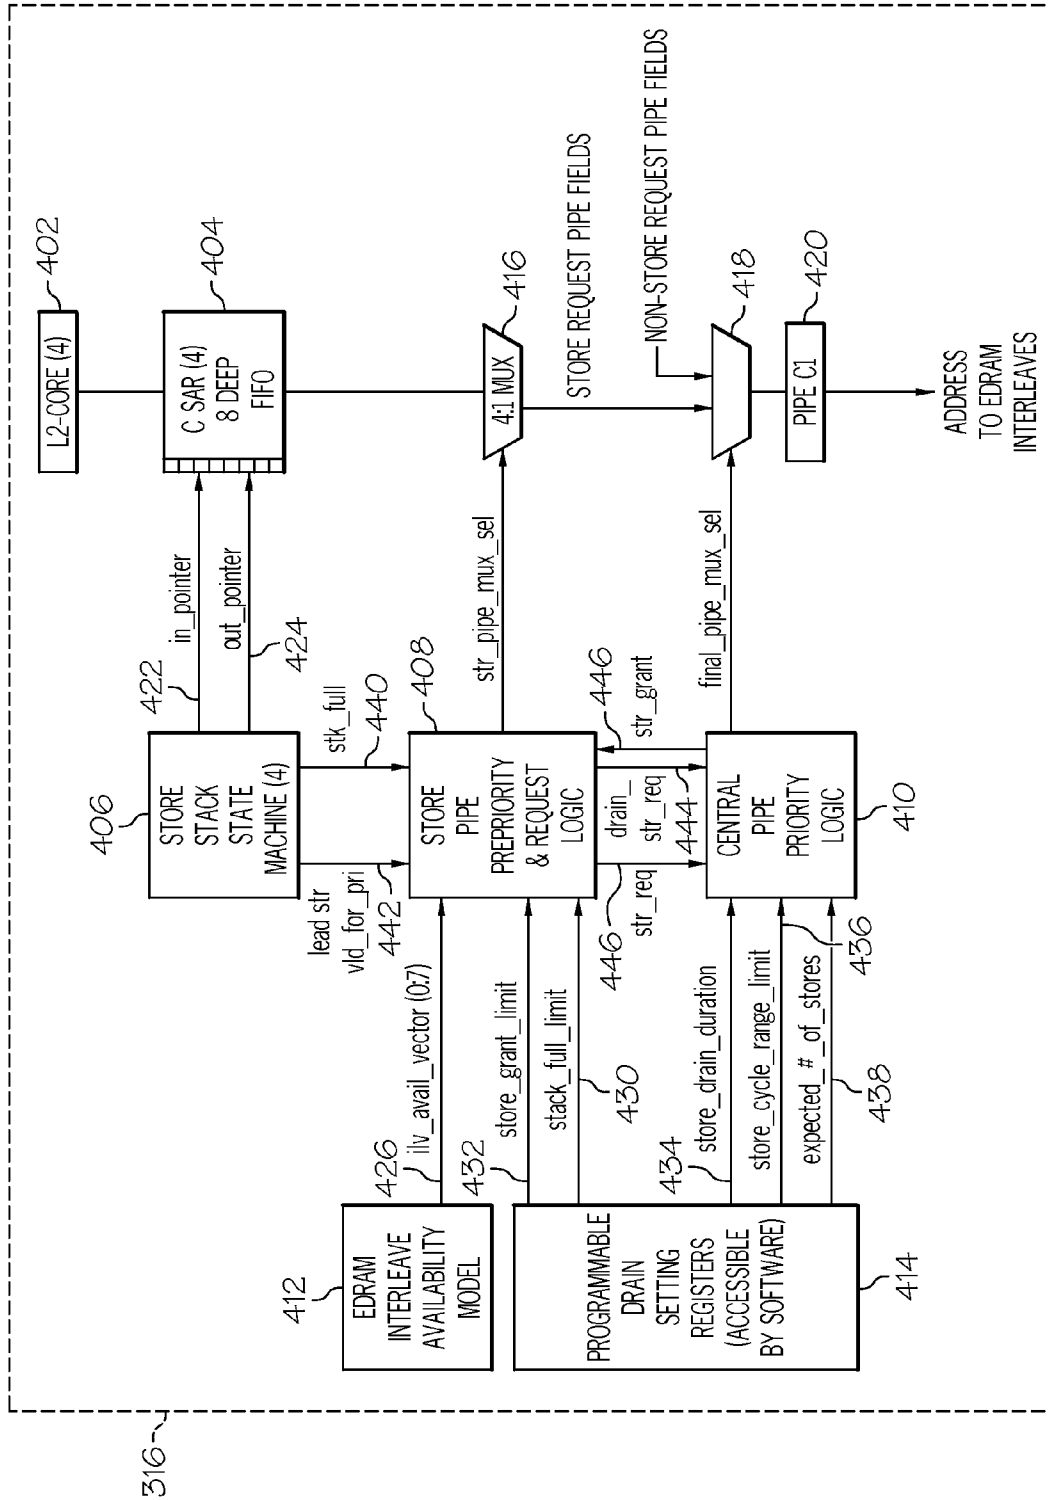 316
L2-CORE (4)
402
C SAR (4)
8 DEEP
FIFO
404
in_pointer
422
out_pointer
424
406
STORE
STACK
STATE
MACHINE (4)
stk_full
440
lead str
vld_for_pri
442
412
EDRAM
INTERLEAVE
AVAILABILITY
MODEL
ilv_avail_vector (0:7)
426
STORE
PIPE
PREPRIORITY
& REQUEST
LOGIC
408
str_pipe_mux_sel
4:1 MUX
416
STORE REQUEST PIPE FIELDS
store_grant_limit
432
stack_full_limit
430
PROGRAMMABLE
DRAIN
SETTING
REGISTERS
(ACCESSIBLE
BY SOFTWARE)
414
446
str_grant
drain_
str_req
444
446
str_req
NON-STORE REQUEST PIPE FIELDS
store_drain_duration
434
store_cycle_range_limit
436
expected_#_of_stores
438
CENTRAL
PIPE
PRIORITY
LOGIC
410
final_pipe_mux_sel
418
PIPE C1
420
ADDRESS
TO EDRAM
INTERLEAVES